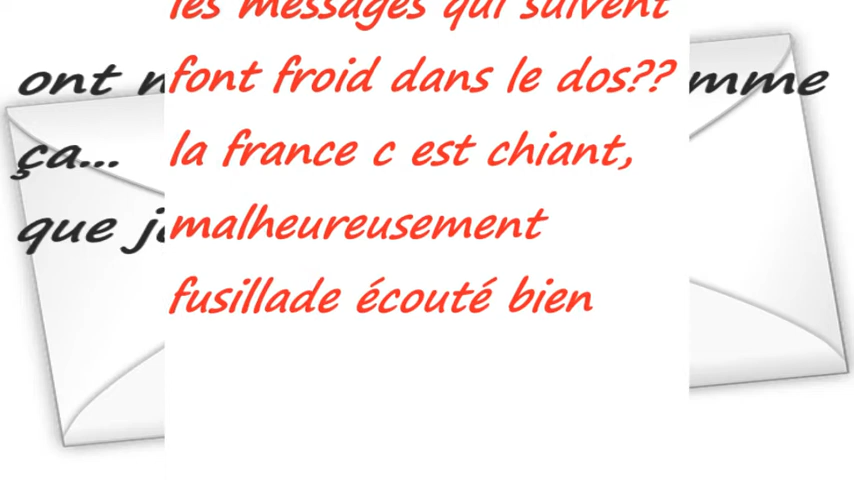 les messages qui suivent
ont
font froid dans le dos??
la france c est chiant,
ça...
malheureusement
que
fusillade écouté bien